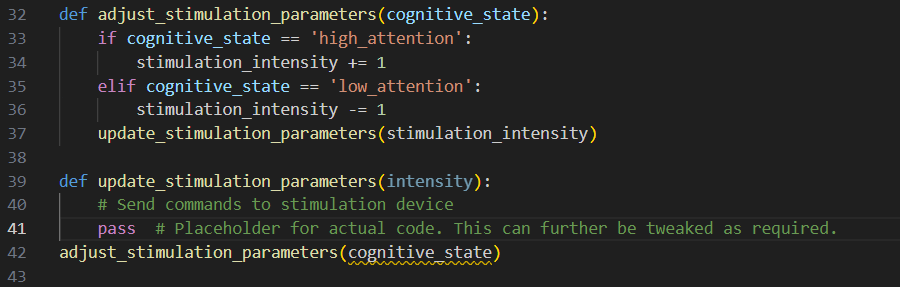 32 def adjust_stimulation_parameters(cognitive_state):
33     if cognitive_state == 'high_attention':
34         stimulation_intensity += 1
35     elif cognitive_state == 'low_attention':
36         stimulation_intensity -= 1
37     update_stimulation_parameters(stimulation_intensity)
38
39 def update_stimulation_parameters(intensity):
40     # Send commands to stimulation device
41     pass  # Placeholder for actual code. This can further be tweaked as required.
42 adjust_stimulation_parameters(cognitive_state)
43